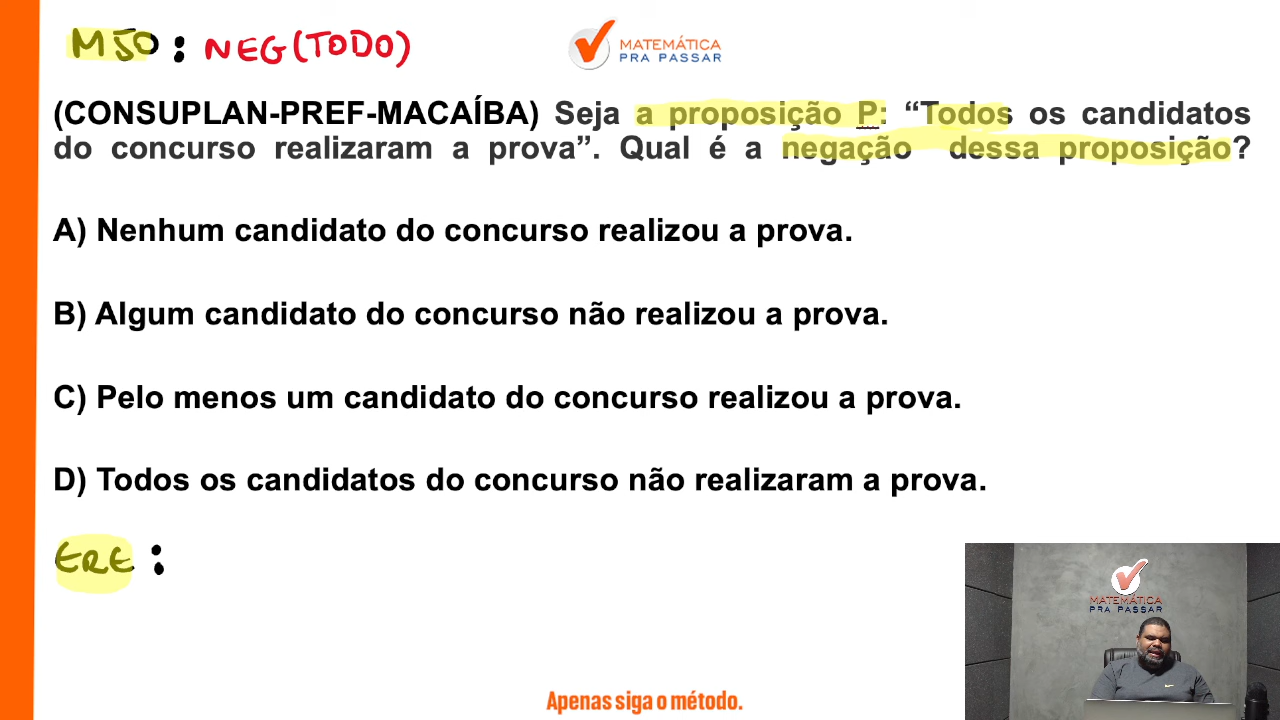 M50: NEG(TODO)
MATEMÁTICA
PRA PASSAR
(CONSUPLAN-PREF-MACAÍBA) Seja a proposição P: “Todos os candidatos
do concurso realizaram a prova”. Qual é a negação dessa proposição?
A) Nenhum candidato do concurso realizou a prova.
B) Algum candidato do concurso não realizou a prova.
C) Pelo menos um candidato do concurso realizou a prova.
D) Todos os candidatos do concurso não realizaram a prova.
ERE:
MATEMÁTICA
PRA PASSAR
Apenas siga o método.